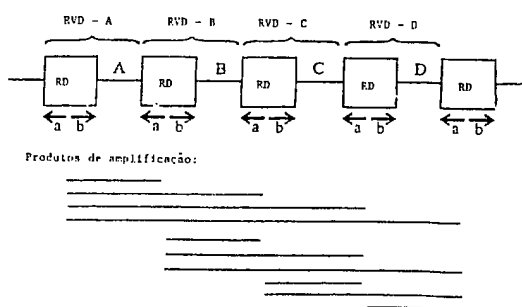 RVD - A RVD - B RVD - C RVD - D
RD A RD B RD C RD D RD
a b a b a b a b a b
Produtos de amplificação: